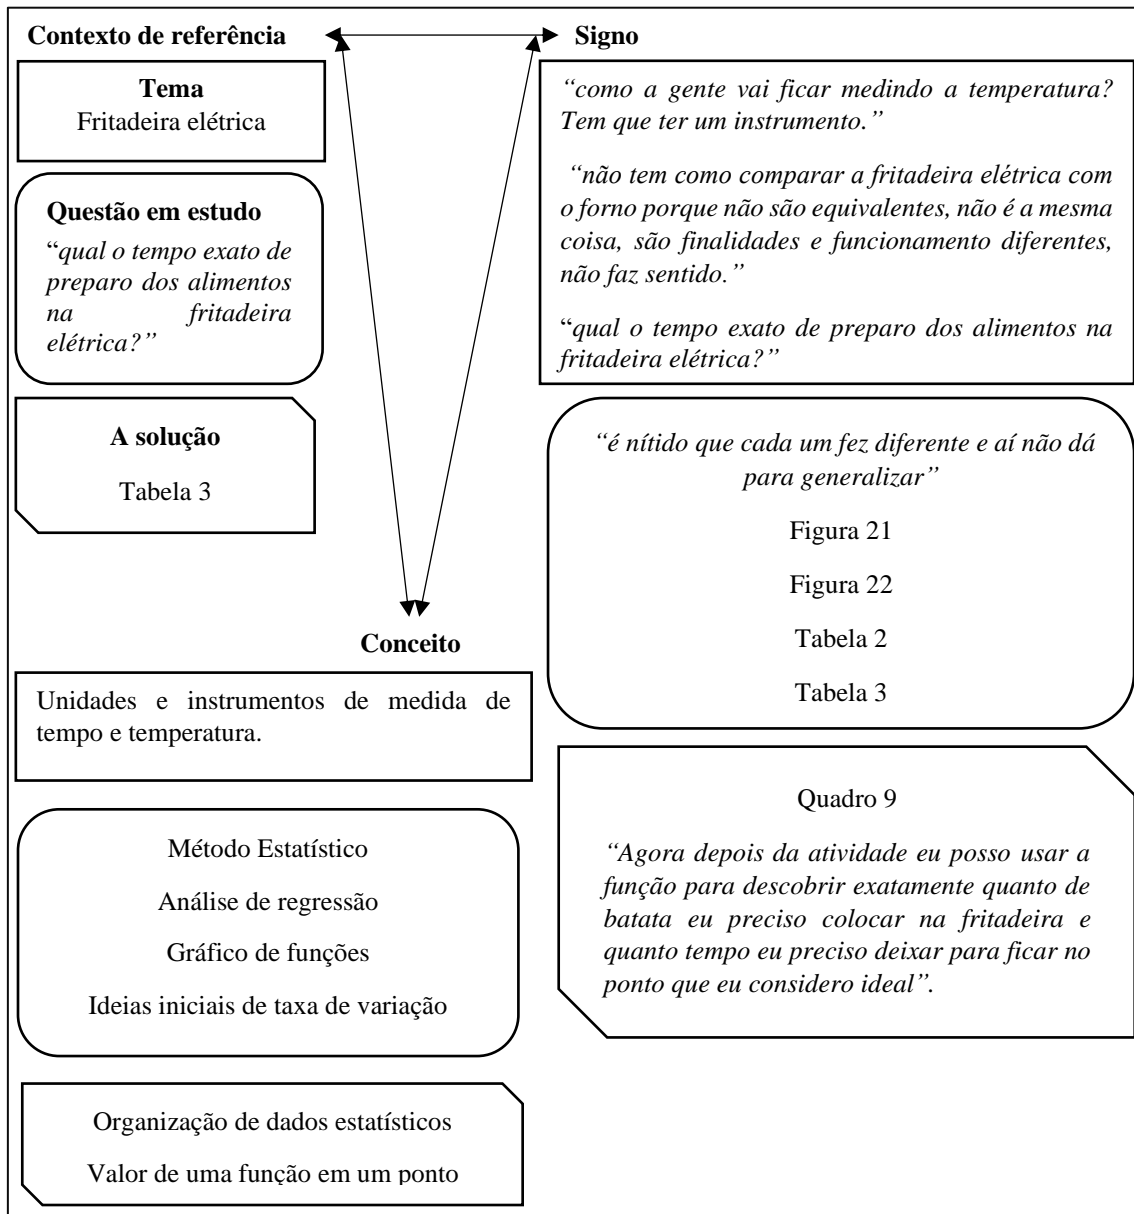 Contexto de referência
Signo
Tema
Fritadeira elétrica
Questão em estudo
“qual o tempo exato de
preparo dos alimentos
na fritadeira
elétrica?”
A solução
Tabela 3
“como a gente vai ficar medindo a temperatura?
Tem que ter um instrumento.”
“não tem como comparar a fritadeira elétrica com
o forno porque não são equivalentes, não é a mesma
coisa, são finalidades e funcionamento diferentes,
não faz sentido.”
“qual o tempo exato de preparo dos alimentos na
fritadeira elétrica?”
“é nítido que cada um fez diferente e aí não dá
para generalizar”
Figura 21
Figura 22
Tabela 2
Tabela 3
Conceito
Unidades e instrumentos de medida de
tempo e temperatura.
Método Estatístico
Análise de regressão
Gráfico de funções
Ideias iniciais de taxa de variação
Quadro 9
“Agora depois da atividade eu posso usar a
função para descobrir exatamente quanto de
batata eu preciso colocar na fritadeira e
quanto tempo eu preciso deixar para ficar no
ponto que eu considero ideal”.
Organização de dados estatísticos
Valor de uma função em um ponto